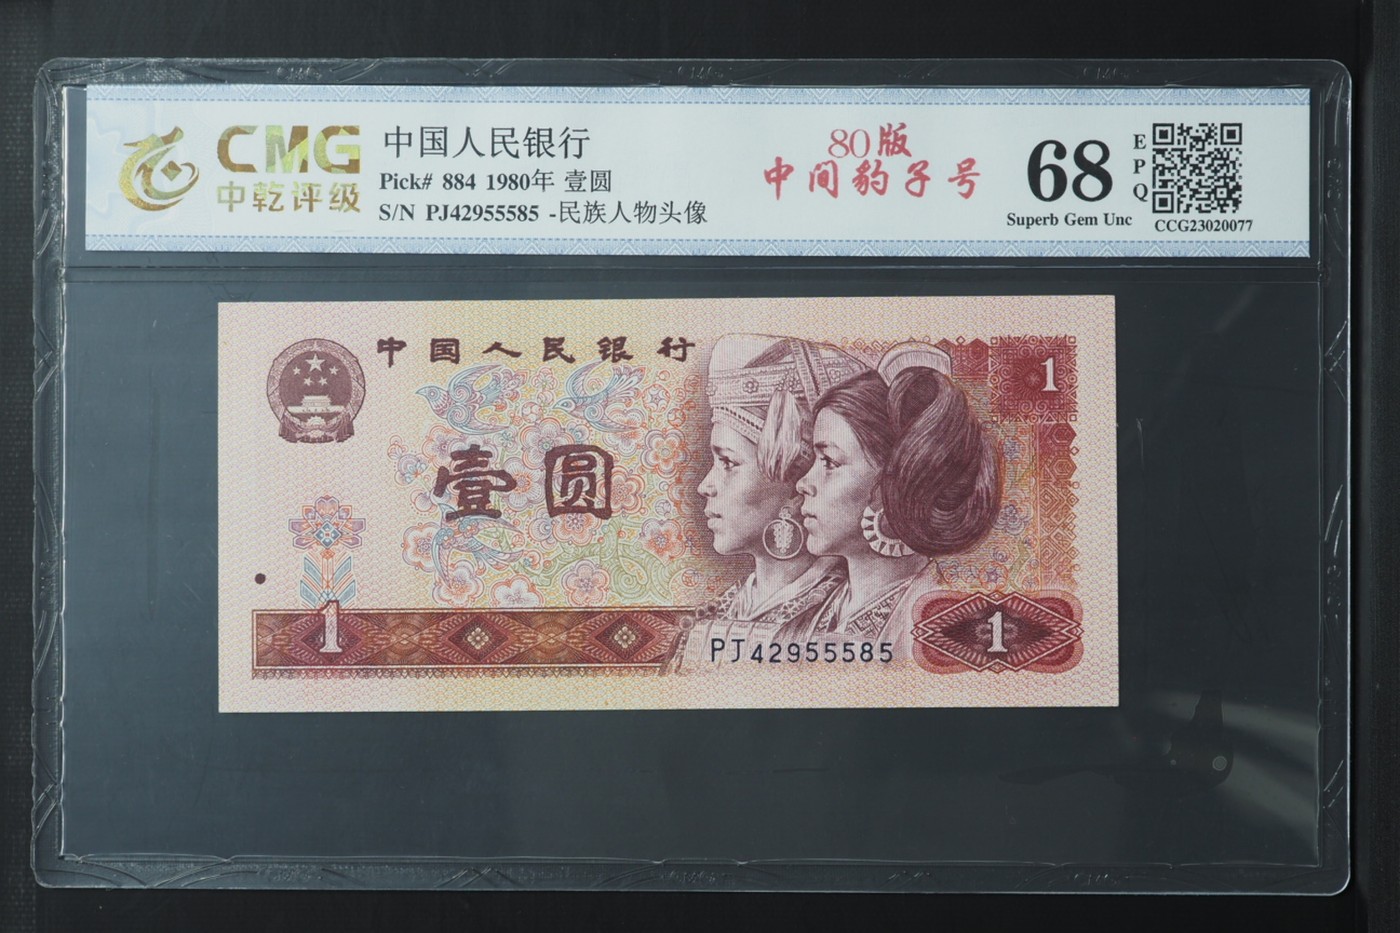 CMG
中乾评级
中国人民银行
Pick# 884 1980年 壹圆
S/N PJ42955585 -民族人物头像
80版
中间豹子号
68
EPQ
Superb Gem Unc
CCG23020077
中国人民银行
壹圆
1
1
1
PJ42955585